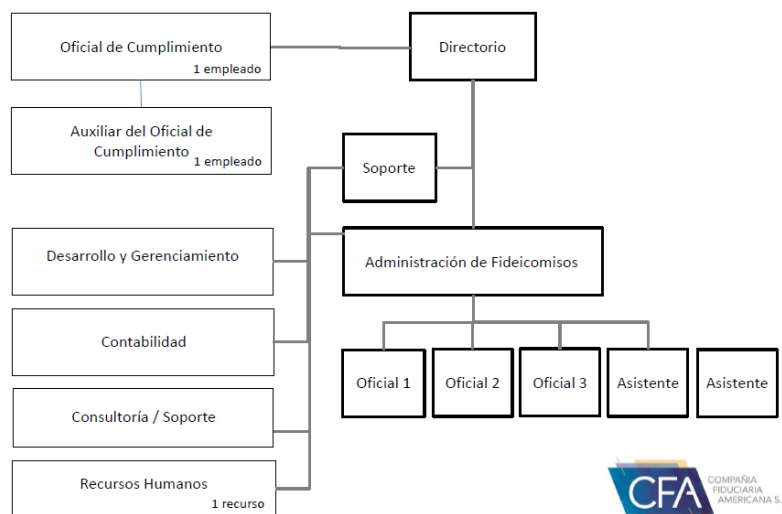 Oficial de Cumplimiento
1 empleado
Directorio
Auxiliar del Oficial de
Cumplimiento
1 empleado
Soporte
Desarrollo y Gerenciamiento
Administración de Fideicomisos
Contabilidad
Oficial 1
Oficial 2
Oficial 3
Asistente
Asistente
Consultoría / Soporte
Recursos Humanos
1 recurso
CFA
COMPAÑIA
FIDUCIARIA
AMERICANA S.